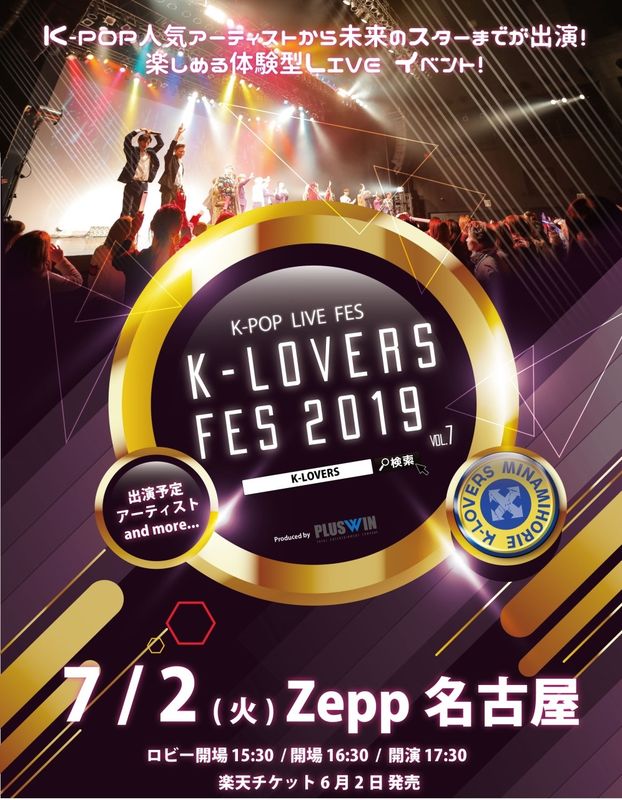 K-POP人気アーティストから未来のスターまでが出演!
楽しめる体験型LIVE イベント!
K-POP LIVE FES
K-LOVERS
FES 2019 VOL.7
K-LOVERS 検索
出演予定
アーティスト
and more...
K-LOVERS MINAMIHORIE
Produced by PLUSWIN
7/2 (火) Zepp 名古屋
ロビー開場 15:30 / 開場 16:30 / 開演 17:30
楽天チケット 6月2日発売